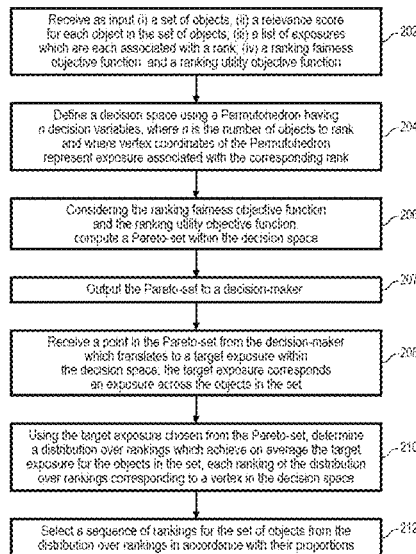 Receive as input (i) a set of objects, (ii) a relevance score
for each object in the set of objects, (iii) a list of exposures
which are each associated with a rank, (iv) a ranking fairness
objective function and a ranking utility objective function
202
Define a decision space using a Permutohedron having
n decision variables, where n is the number of objects to rank
and where vertex coordinates of the Permutohedron
represent exposure associated with the corresponding rank
204
Considering the ranking fairness objective function
and the ranking utility objective function,
compute a Pareto-set within the decision space
206
Output the Pareto-set to a decision-maker
207
Receive a point in the Pareto-set from the decision-maker
which translates to a target exposure within
the decision space, the target exposure corresponds
an exposure across the objects in the set
208
Using the target exposure chosen from the Pareto-set, determine
a distribution over rankings which achieve on average the target
exposure for the objects in the set, each ranking of the distribution
over rankings corresponding to a vertex in the decision space
210
Select a sequence of rankings for the set of objects from the
distribution over rankings in accordance with their proportions
212